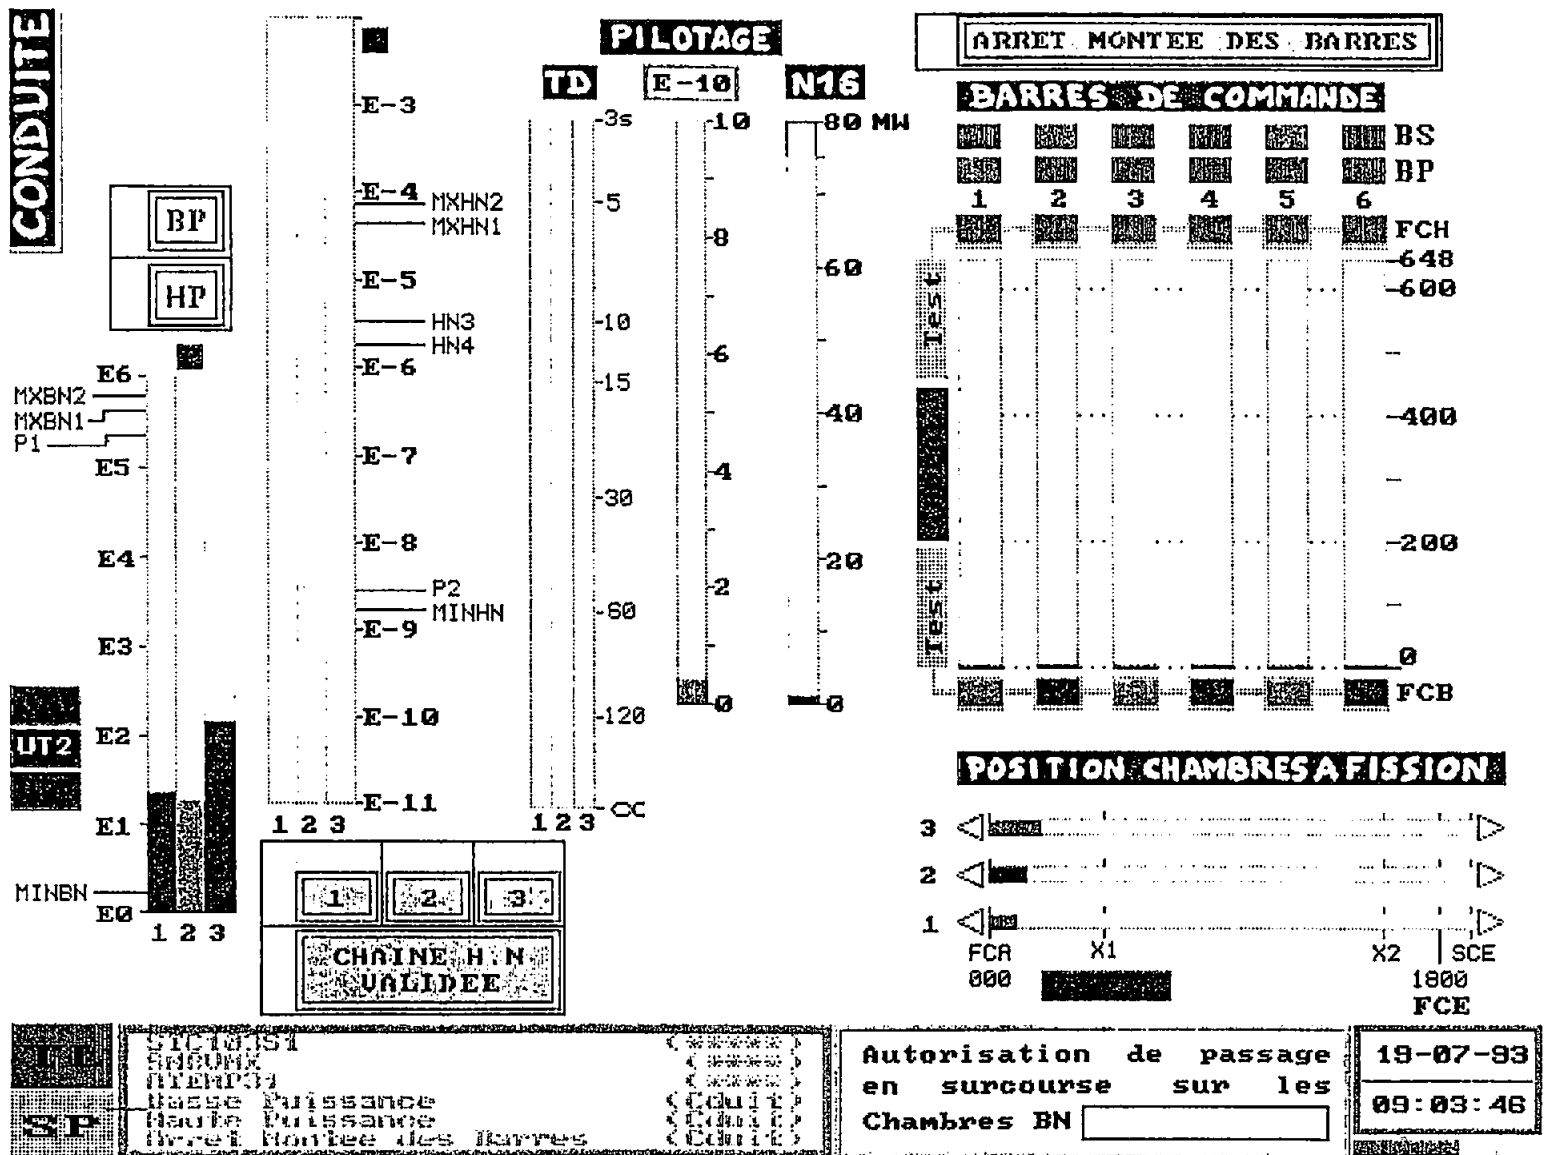 CONDUITE
BP
HP
E6
MXBN2
MXBN1
P1
E5
E4
E3
UT2
E2
E1
MINBN
E0
1 2 3
E-3
E-4
MXHN2
MXHN1
E-5
HN3
HN4
E-6
E-7
E-8
P2
MINHN
E-9
E-10
E-11
1 2 3
1
2
3
CHAINE H.N
VALIDEE
PILOTAGE
TD
E-10
N16
3s
5
10
15
30
60
120
1 2 3
10
8
6
4
2
0
80 MW
60
40
20
0
ARRET MONTEE DES BARRES
BARRES DE COMMANDE
BS
BP
1 2 3 4 5 6
FCH
648
600
400
200
0
FCB
Test
Test
POSITION CHAMBRES A FISSION
3
2
1
FCA X1 X2 SCE
000 1800
FCE
SP
Basse Puissance (Cduit)
Haute Puissance (Cduit)
Arret Montee des Barres (Cduit)
Autorisation de passage
en surcourse sur les
Chambres BN
19-07-93
09:03:46